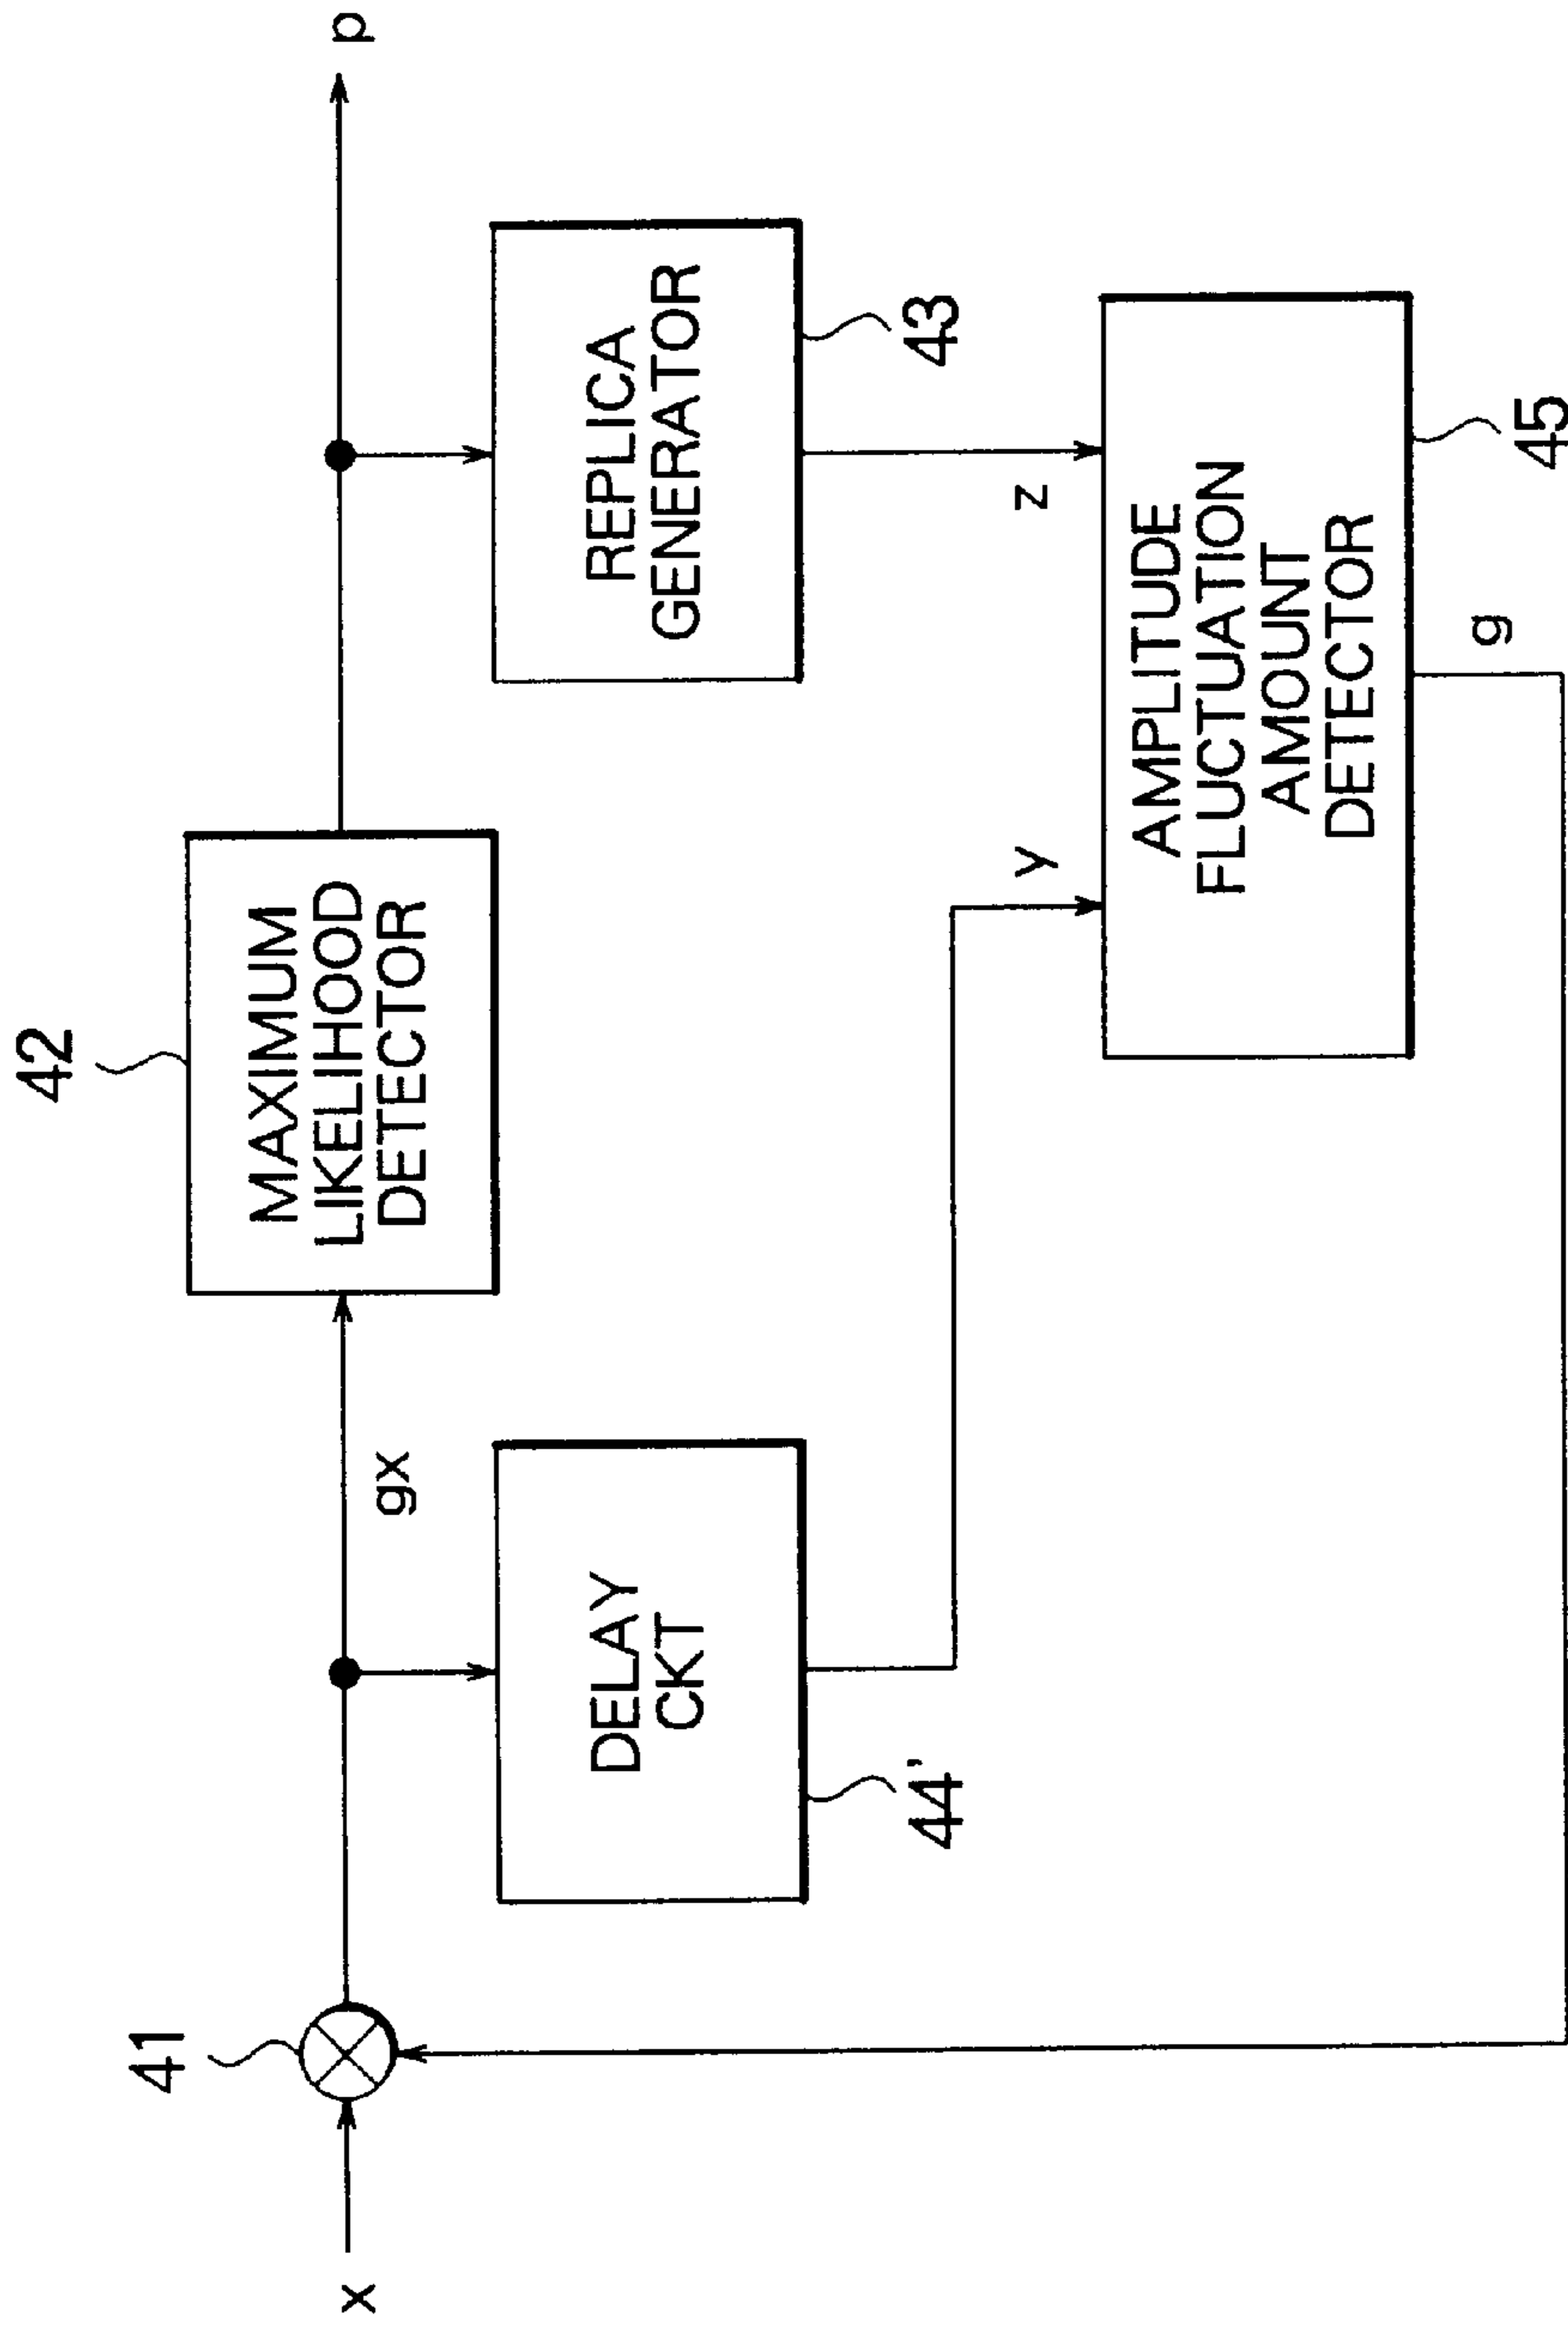 x
41
gx
42
MAXIMUM
LIKELIHOOD
DETECTOR
p
DELAY
CKT
44'
REPLICA
GENERATOR
43
y
z
AMPLITUDE
FLUCTUATION
AMOUNT
DETECTOR
45
g